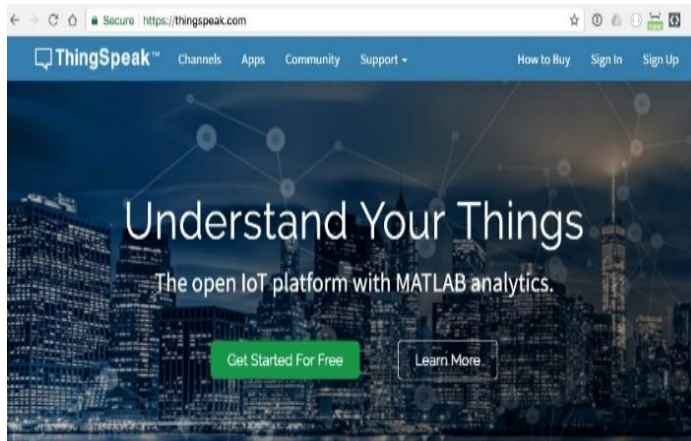 Secure https://thingspeak.com
ThingSpeak™ Channels Apps Community Support How to Buy Sign In Sign Up
Understand Your Things
The open IoT platform with MATLAB analytics.
Get Started For Free Learn More